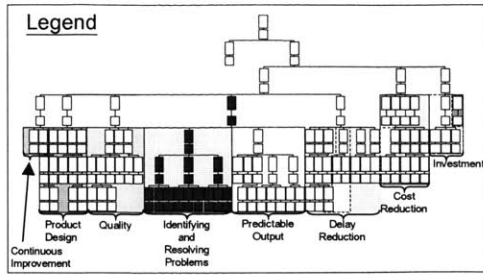 Legend
Investment
Cost
Reduction
Product
Design
Quality
Identifying
and
Resolving
Problems
Predictable
Output
Delay
Reduction
Continuous
Improvement